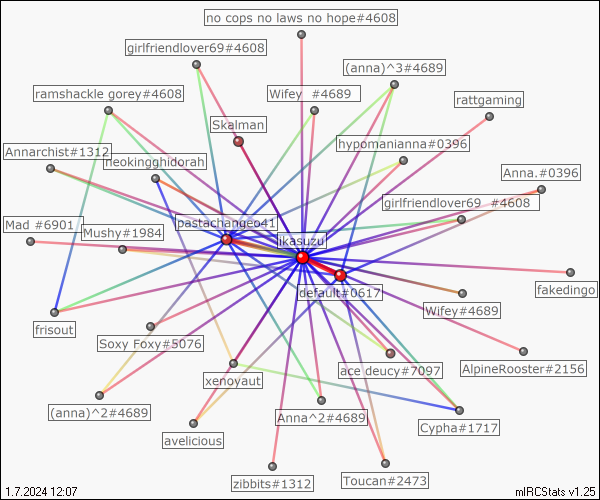 no cops no laws no hope#4608
girlfriendlover69#4608
(anna)^3#4689
ramshackle gorey#4608
Wifey #4689
rattgaming
Skalman
hypomanianna#0396
Annarchist#1312
neokingghidorah
Anna.#0396
girlfriendlover69_#4608
pastachangeo41
Mad #6901
Mushy#1984
likasuzu
default#0617
fakedingo
Wifey#4689
frisout
Soxy Foxy#5076
ace deucy#7097
AlpineRooster#2156
xenoyaut
(anna)^2#4689
Anna^2#4689
Cypha#1717
avelicious
zibbits#1312
Toucan#2473
1.7.2024 12:07
mIRCStats v1.25